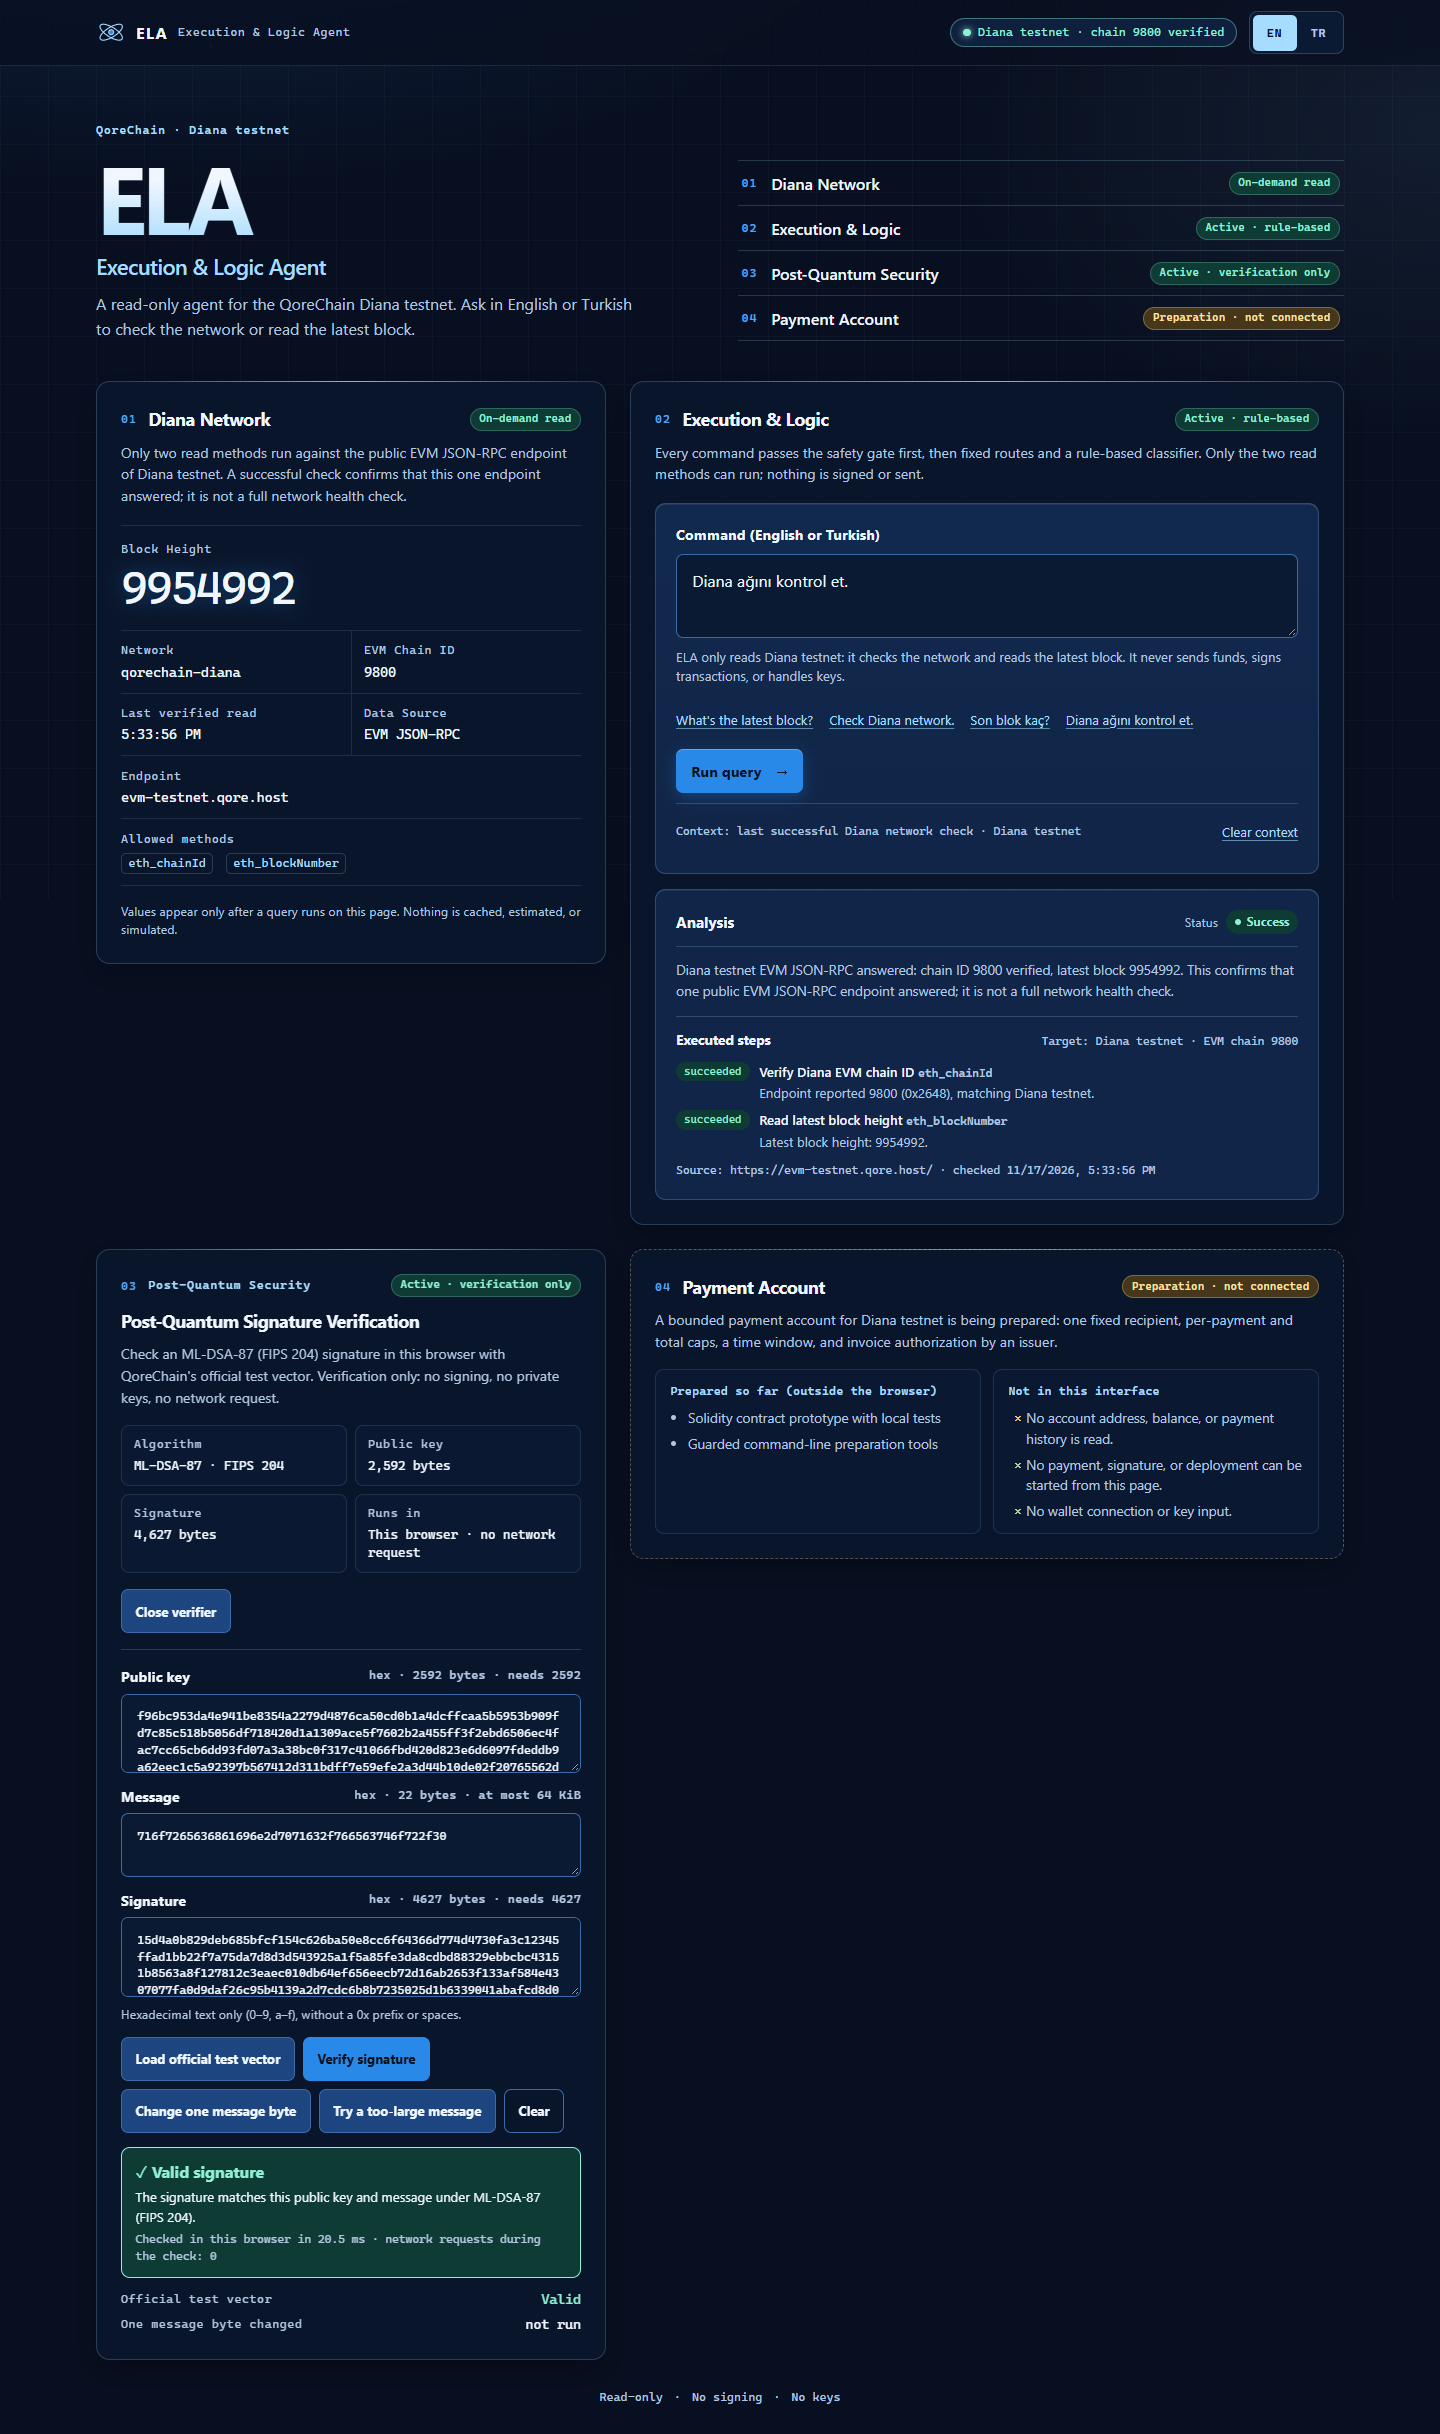 ELA Execution & Logic Agent
Diana testnet · chain 9800 verified
EN TR
QoreChain · Diana testnet
ELA
Execution & Logic Agent
A read-only agent for the QoreChain Diana testnet. Ask in English or Turkish
to check the network or read the latest block.
01 Diana Network On-demand read
02 Execution & Logic Active · rule-based
03 Post-Quantum Security Active · verification only
04 Payment Account Preparation · not connected
01 Diana Network On-demand read
Only two read methods run against the public EVM JSON-RPC endpoint
of Diana testnet. A successful check confirms that this one endpoint
answered; it is not a full network health check.
Block Height
9954992
Network EVM Chain ID
qorechain-diana 9800
Last verified read Data Source
5:33:56 PM EVM JSON-RPC
Endpoint
evm-testnet.qore.host
Allowed methods
eth_chainId eth_blockNumber
Values appear only after a query runs on this page. Nothing is cached, estimated, or
simulated.
02 Execution & Logic Active · rule-based
Every command passes the safety gate first, then fixed routes and a rule-based classifier. Only the two read
methods can run; nothing is signed or sent.
Command (English or Turkish)
Diana ağını kontrol et.
ELA only reads Diana testnet: it checks the network and reads the latest block. It never sends funds, signs
transactions, or handles keys.
What's the latest block? Check Diana network. Son blok kaç? Diana ağını kontrol et.
Run query →
Context: last successful Diana network check · Diana testnet Clear context
Analysis Status Success
Diana testnet EVM JSON-RPC answered: chain ID 9800 verified, latest block 9954992. This confirms that
one public EVM JSON-RPC endpoint answered; it is not a full network health check.
Executed steps Target: Diana testnet · EVM chain 9800
succeeded Verify Diana EVM chain ID eth_chainId
Endpoint reported 9800 (0x2648), matching Diana testnet.
succeeded Read latest block height eth_blockNumber
Latest block height: 9954992.
Source: https://evm-testnet.qore.host/ · checked 11/17/2026, 5:33:56 PM
03 Post-Quantum Security Active · verification only
Post-Quantum Signature Verification
Check an ML-DSA-87 (FIPS 204) signature in this browser with
QoreChain's official test vector. Verification only: no signing, no private
keys, no network request.
Algorithm Public key
ML-DSA-87 · FIPS 204 2,592 bytes
Signature Runs in
4,627 bytes This browser · no network
request
Close verifier
Public key hex · 2592 bytes · needs 2592
f96bc953da4e941be8354a2279d4876ca50cd0b1a4dcffcaa5b5953b909f
d7c85c518b5056df718420d1a1309ace5f7602b2a455ff3f2ebd6506ec4f
ac7cc65cb6dd93fd07a3a38bc0f317c41066fbd420d823e6d6097fdeddb9
a62eec1c5a92397b567412d311bdff7e59efe2a3d44b10de02f20765562d
Message hex · 22 bytes · at most 64 KiB
716f7265636861696e2d7071632f766563746f722f30
Signature hex · 4627 bytes · needs 4627
15d4a0b829deb685bfcf154c626ba50e8cc6f64366d774d4730fa3c12345
ffad1bb22f7a75da7d8d3d543925a1f5a85fe3da8cdbd88329ebbcbc4315
1b8563a8f127812c3eaec010db64ef656eecb72d16ab2653f133af584e43
07077fa0d9daf26c95b4139a2d7cdc6b8b7235025d1b6339041abafcd8d0
Hexadecimal text only (0–9, a–f), without a 0x prefix or spaces.
Load official test vector Verify signature
Change one message byte Try a too-large message Clear
✓ Valid signature
The signature matches this public key and message under ML-DSA-87
(FIPS 204).
Checked in this browser in 20.5 ms · network requests during
the check: 0
Official test vector Valid
One message byte changed not run
04 Payment Account Preparation · not connected
A bounded payment account for Diana testnet is being prepared: one fixed recipient, per-payment and
total caps, a time window, and invoice authorization by an issuer.
Prepared so far (outside the browser)
• Solidity contract prototype with local tests
• Guarded command-line preparation tools
Not in this interface
× No account address, balance, or payment
history is read.
× No payment, signature, or deployment can be
started from this page.
× No wallet connection or key input.
Read-only · No signing · No keys